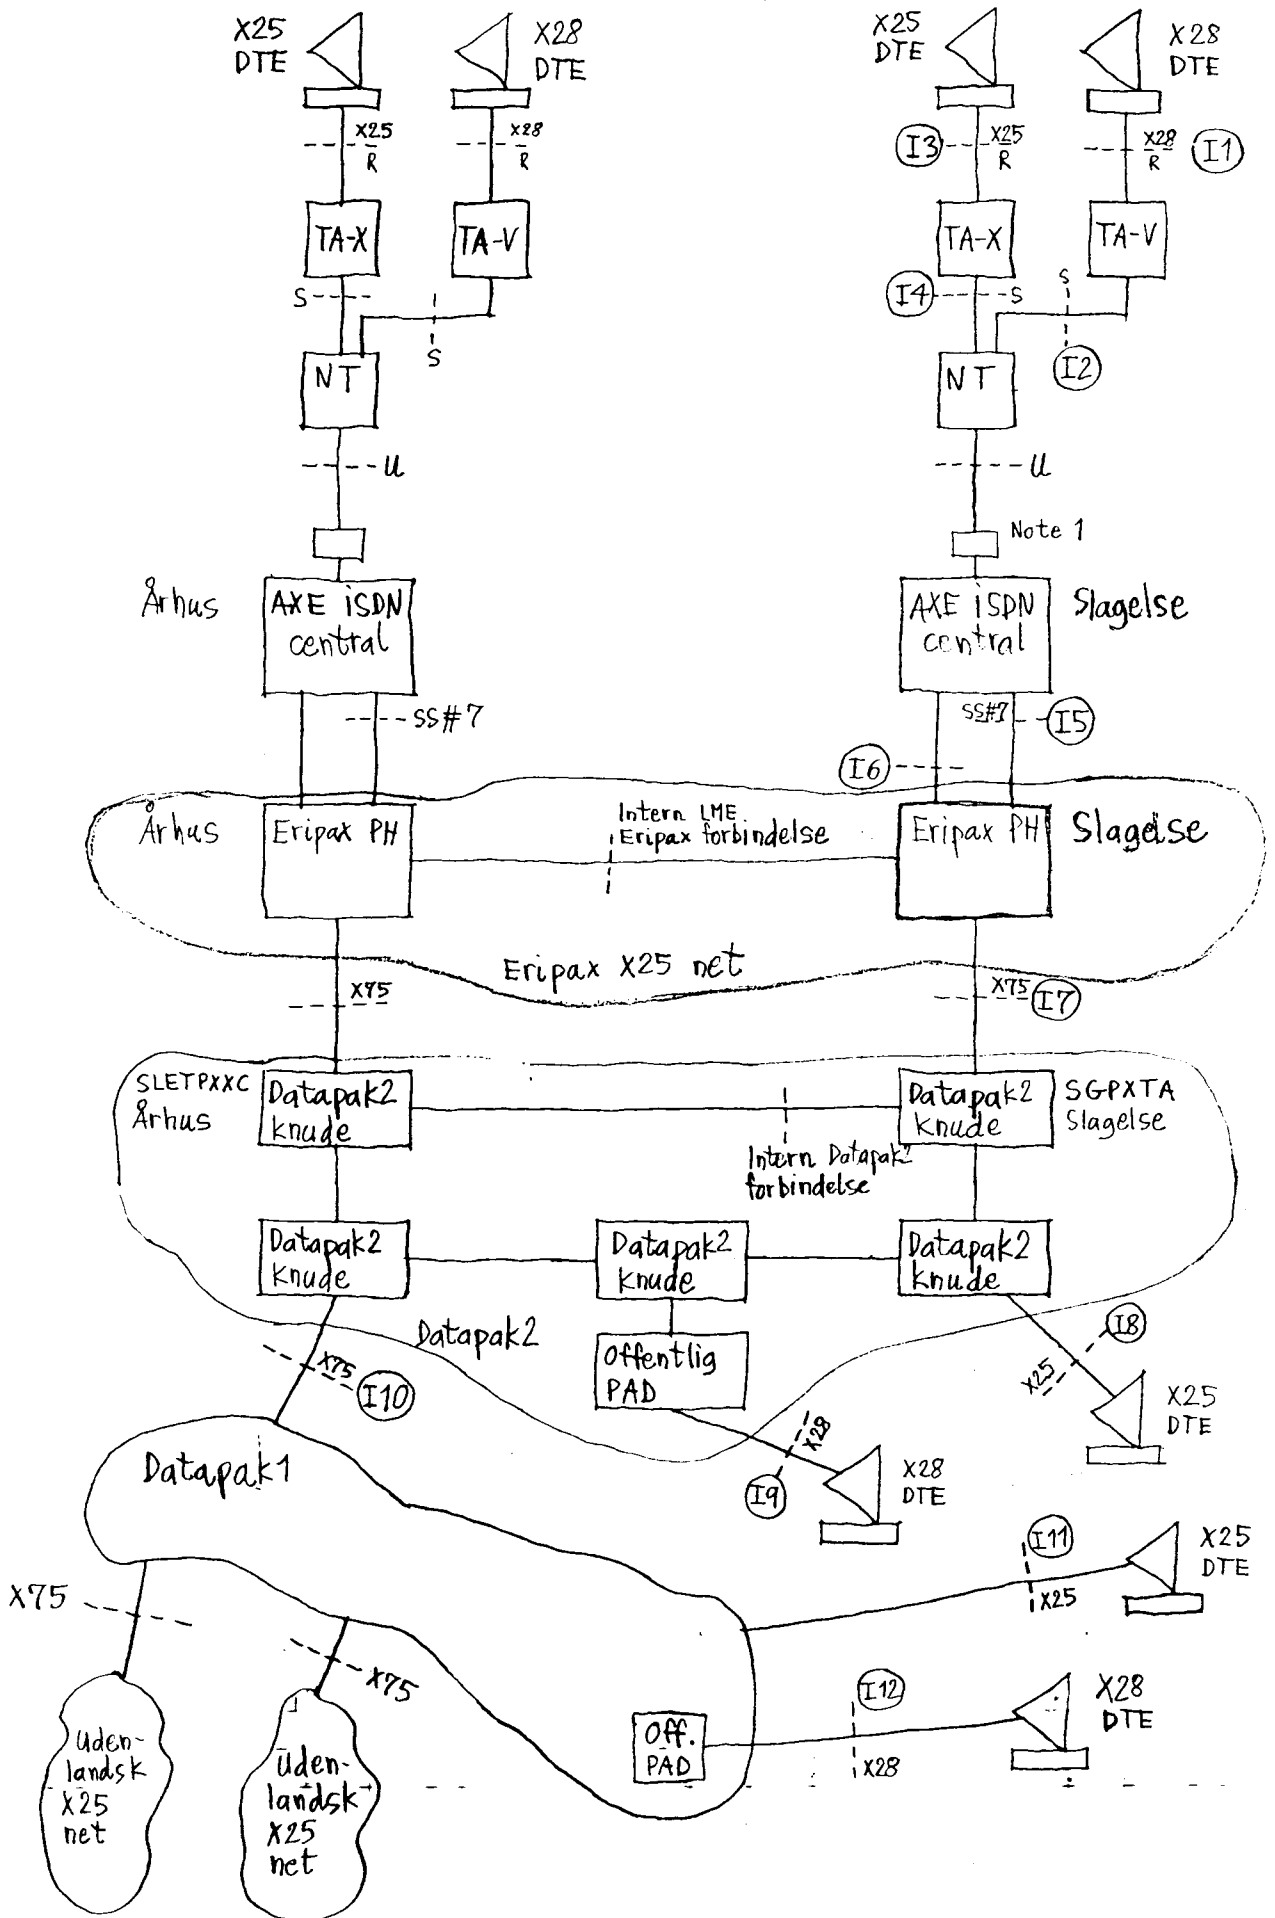 X25
DTE
X28
DTE
X25
DTE
X28
DTE
X25
R
X28
R
I3
X25
R
X28
R
I1
TA-X
TA-V
TA-X
TA-V
S
S
I4
S
S
I2
NT
NT
U
U
Note 1
Århus
AXE iSDN
central
AXE iSDN
central
Slagelse
SS#7
SS#7
I5
I6
Århus
Eripax PH
Intern LME
Eripax forbindelse
Eripax PH
Slagelse
Eripax X25 net
X75
X75
I7
SLETPXXC
Århus
Datapak2
knude
Datapak2
knude
SGPXTA
Slagelse
Intern Datapak2
forbindelse
Datapak2
knude
Datapak2
knude
Datapak2
knude
Datapak2
Offentlig
PAD
X75
I10
I8
X25
X25
DTE
Datapak1
X28
I9
X28
DTE
I11
X25
X25
DTE
X75
X75
I12
X28
X28
DTE
Off.
PAD
Uden-
landsk
X25
net
Uden-
landsk
X25
net